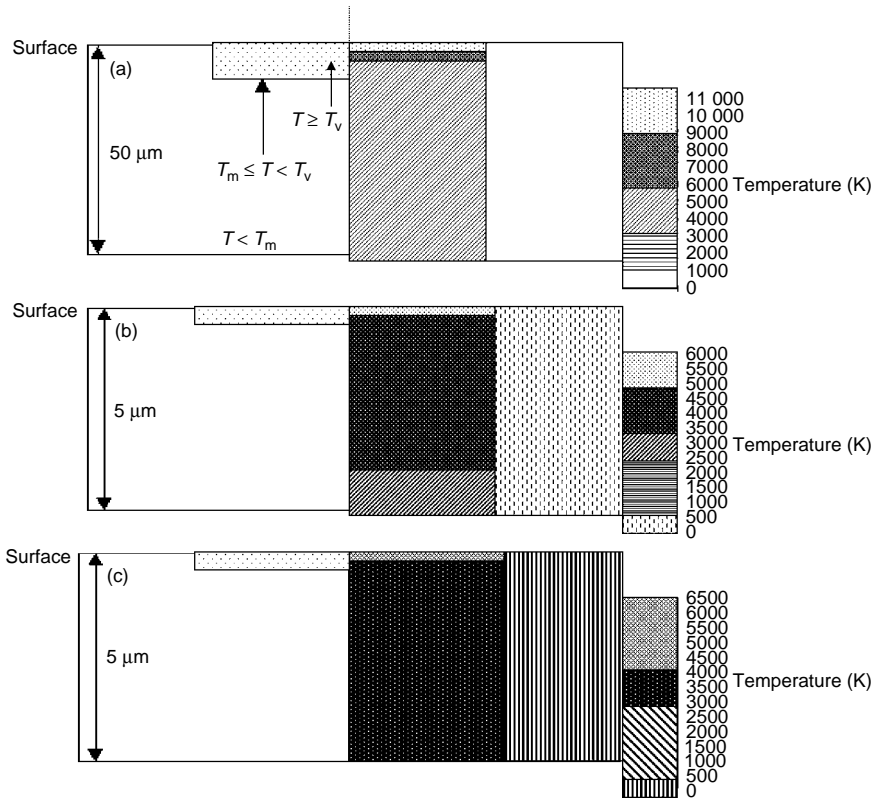 Surface
(a)
50 μm
T ≥ Tv
Tm ≤ T < Tv
T < Tm
11 000
10 000
9000
8000
7000
6000
5000
4000
3000
2000
1000
0
Temperature (K)
Surface
(b)
5 μm
6000
5500
5000
4500
4000
3500
3000
2500
2000
1500
1000
500
0
Temperature (K)
Surface
(c)
5 μm
6500
6000
5500
5000
4500
4000
3500
3000
2500
2000
1500
1000
500
0
Temperature (K)